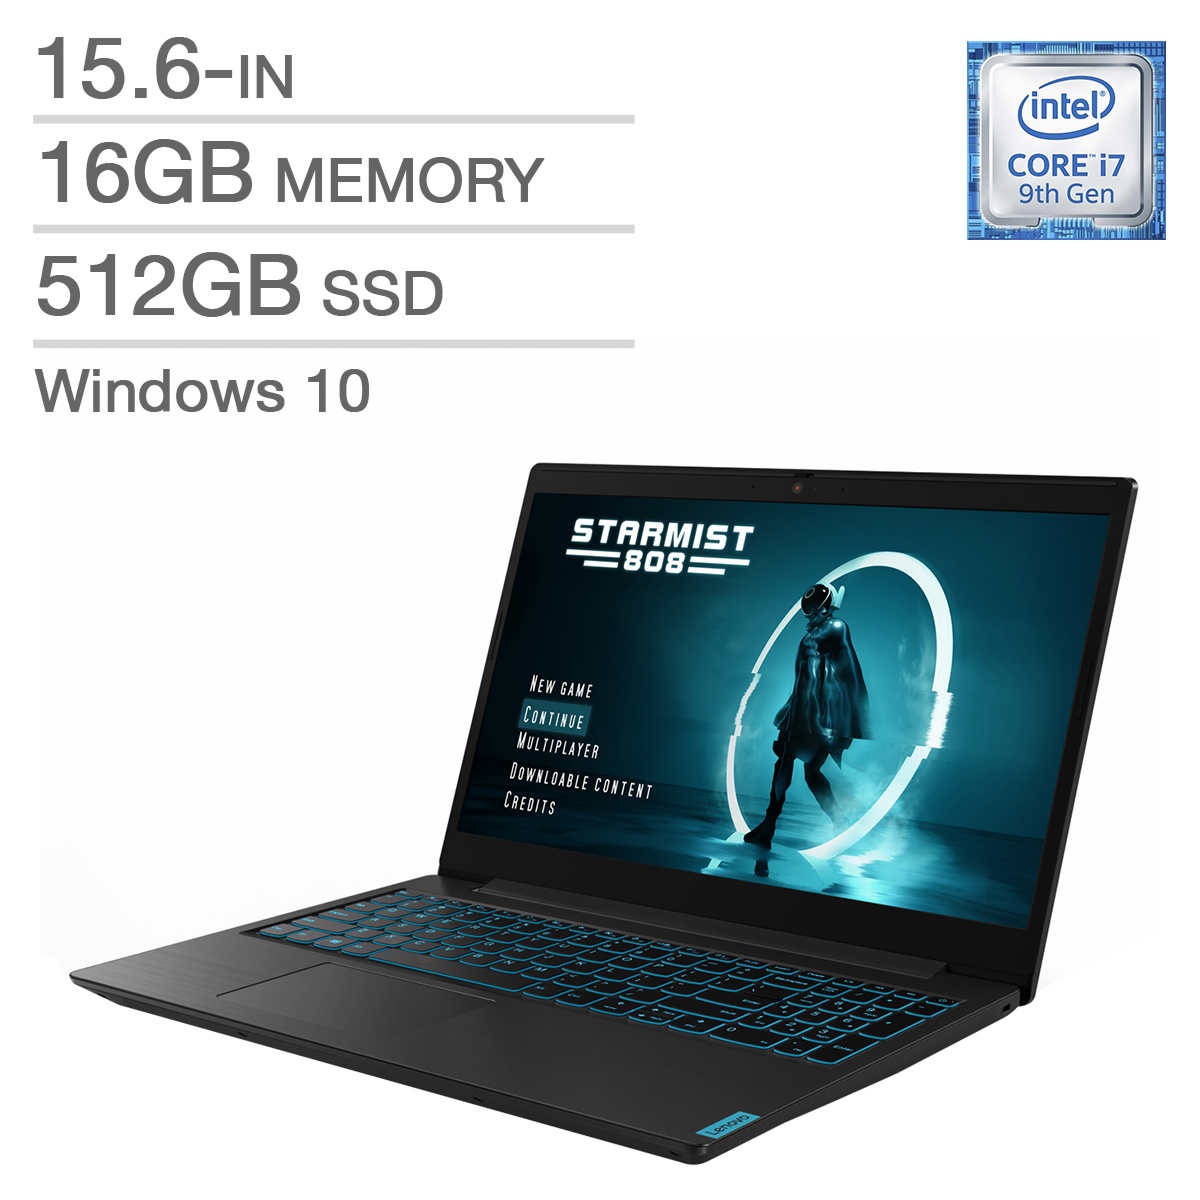 15.6-IN
16GB MEMORY
512GB SSD
Windows 10
intel
CORE™ i7
9th Gen
STARMIST
808
NEW GAME
CONTINUE
MULTIPLAYER
DOWNLOADABLE CONTENT
CREDITS
Lenovo